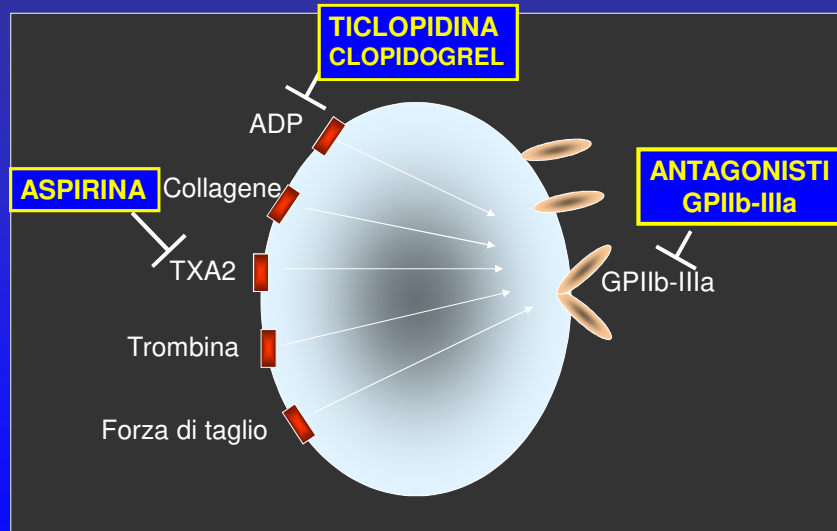 TICLOPIDINA
CLOPIDOGREL
ADP
ASPIRINA
Collagene
ANTAGONISTI
GPIIb-IIIa
TXA2
GPIIb-IIIa
Trombina
Forza di taglio